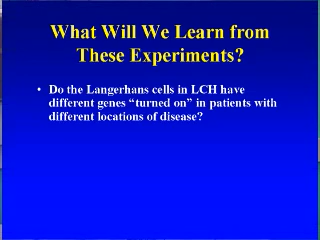 What Will We Learn from
These Experiments?
• Do the Langerhans cells in LCH have
different genes “turned on” in patients with
different locations of disease?